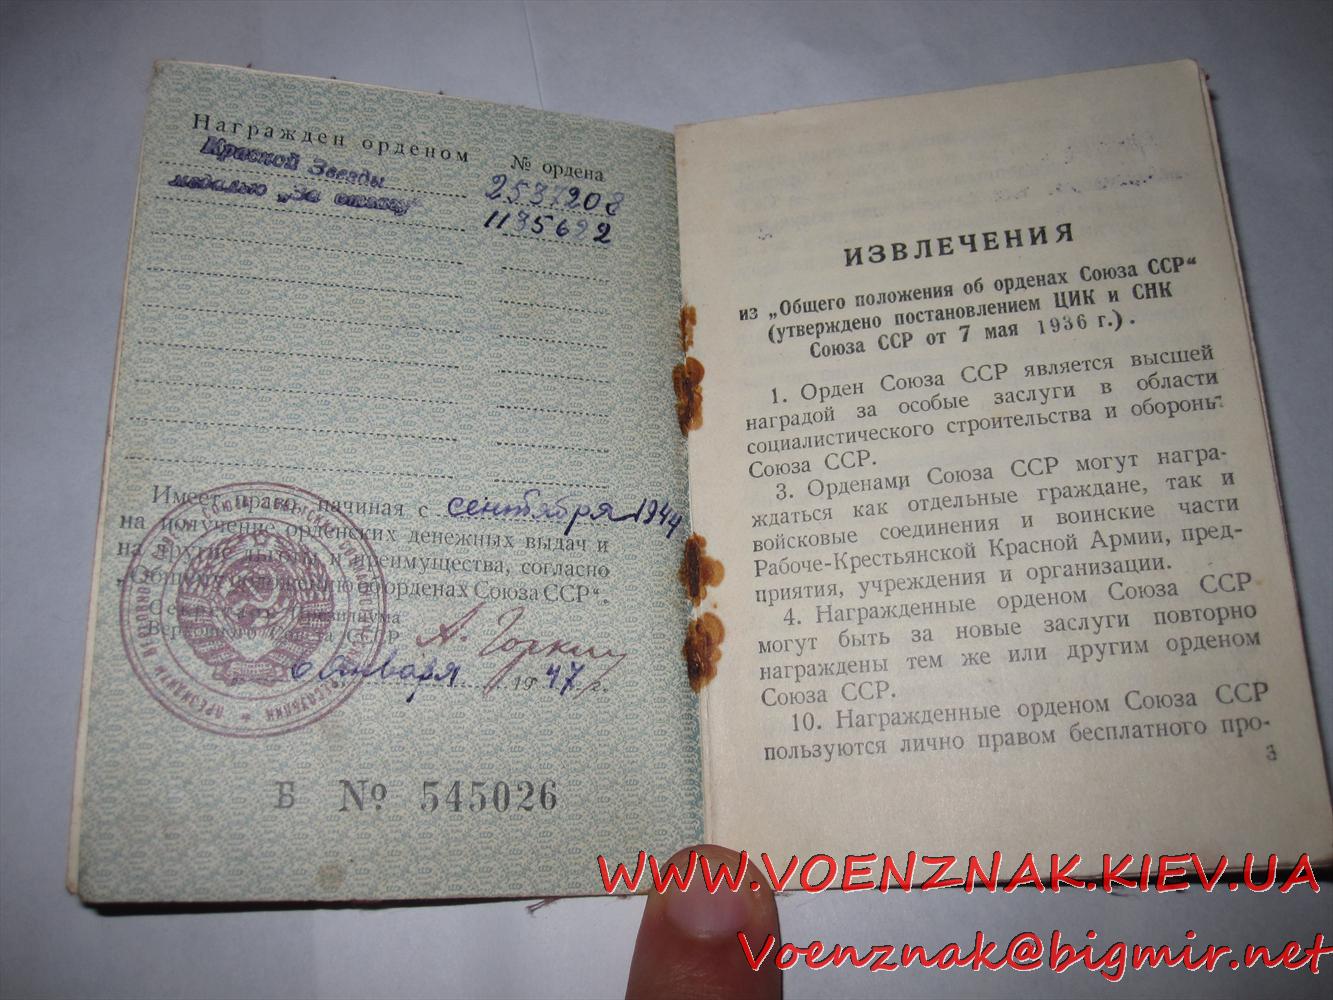 Награжден орденом
№ ордена
Красной Звезды
2537208
медалью „За отвагу“
1135622
Имеет право, начиная с сентября 1944
на получение орденских денежных выдач и
на другие льготы и преимущества, согласно
„Общему положению об орденах Союза ССР“.
Секретарь Президиума
Верховного Совета СССР
А. Горкин
6 января 1947 г.
Б № 545026
ИЗВЛЕЧЕНИЯ
из „Общего положения об орденах Союза ССР“
(утверждено постановлением ЦИК и СНК
Союза ССР от 7 мая 1936 г.).
1. Орден Союза ССР является высшей
наградой за особые заслуги в области
социалистического строительства и обороны
Союза ССР.
3. Орденами Союза ССР могут награ-
ждаться как отдельные граждане, так и
войсковые соединения и воинские части
Рабоче-Крестьянской Красной Армии, пред-
приятия, учреждения и организации.
4. Награжденные орденом Союза ССР
могут быть за новые заслуги повторно
награждены тем же или другим орденом
Союза ССР.
10. Награжденные орденом Союза ССР
пользуются лично правом бесплатного про-
3
WWW.VOENZNAK.KIEV.UA
Voenznak@bigmir.net